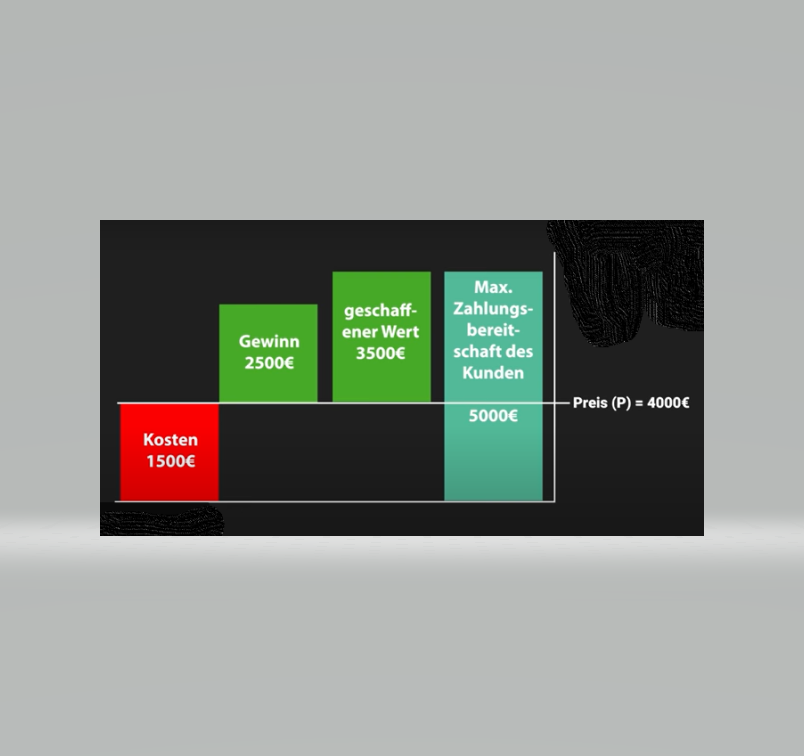 Kosten
1500€
Gewinn
2500€
geschaff-
ener Wert
3500€
Max.
Zahlungs-
bereit-
schaft des
Kunden
5000€
Preis (P) = 4000€